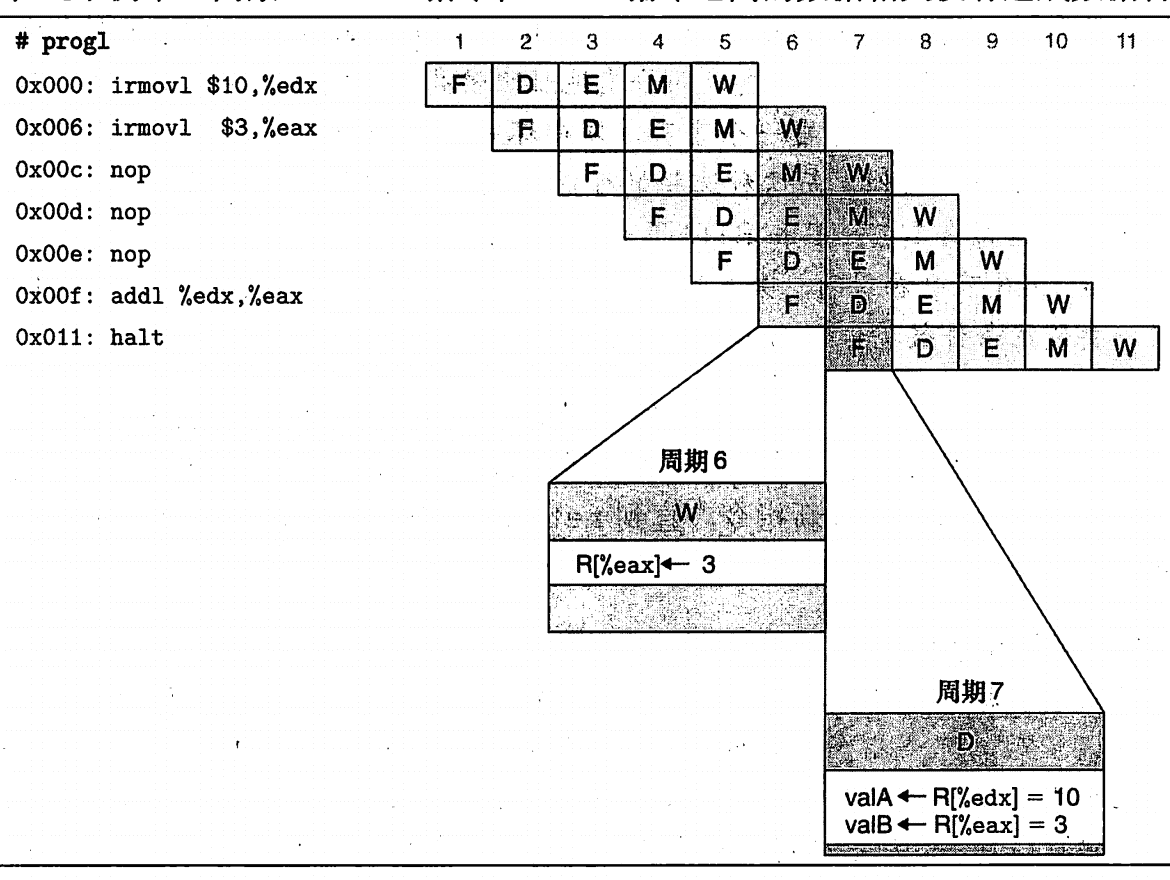 # prog1 1 2 3 4 5 6 7 8 9 10 11
0x000: irmovl $10,%edx F D E M W
0x006: irmovl $3,%eax F D E M W
0x00c: nop F D E M W
0x00d: nop F D E M W
0x00e: nop F D E M W
0x00f: addl %edx,%eax F D E M W
0x011: halt F D E M W
周期6
W
R[%eax]← 3
周期7
D
valA ← R[%edx] = 10
valB ← R[%eax] = 3